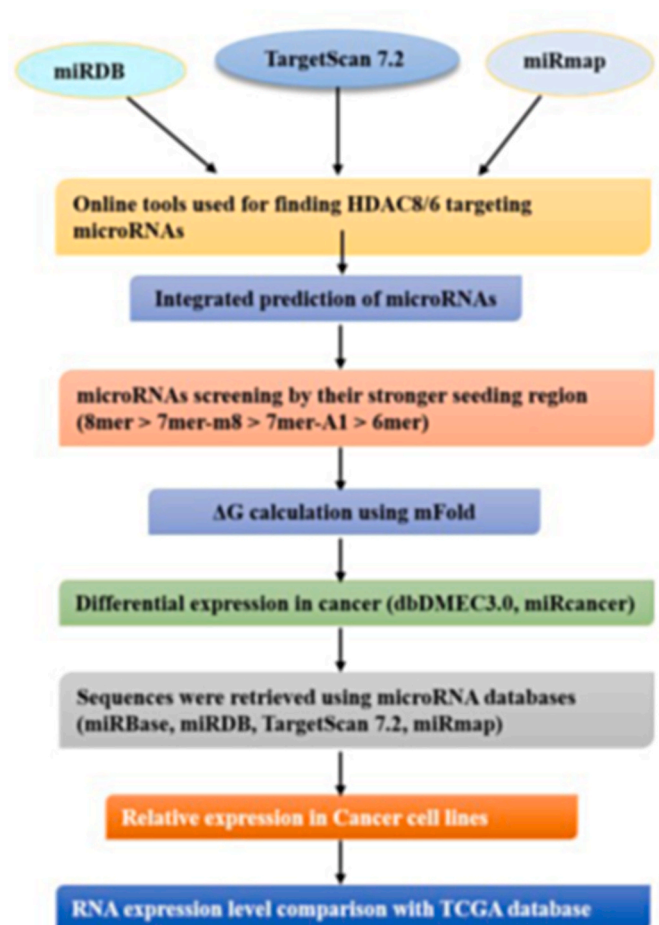 miRDB
TargetScan 7.2
miRmap
Online tools used for finding HDAC8/6 targeting
microRNAs
Integrated prediction of microRNAs
microRNAs screening by their stronger seeding region
(8mer > 7mer-m8 > 7mer-A1 > 6mer)
ΔG calculation using mFold
Differential expression in cancer (dbDMEC3.0, miRcancer)
Sequences were retrieved using microRNA databases
(miRBase, miRDB, TargetScan 7.2, miRmap)
Relative expression in Cancer cell lines
RNA expression level comparison with TCGA database